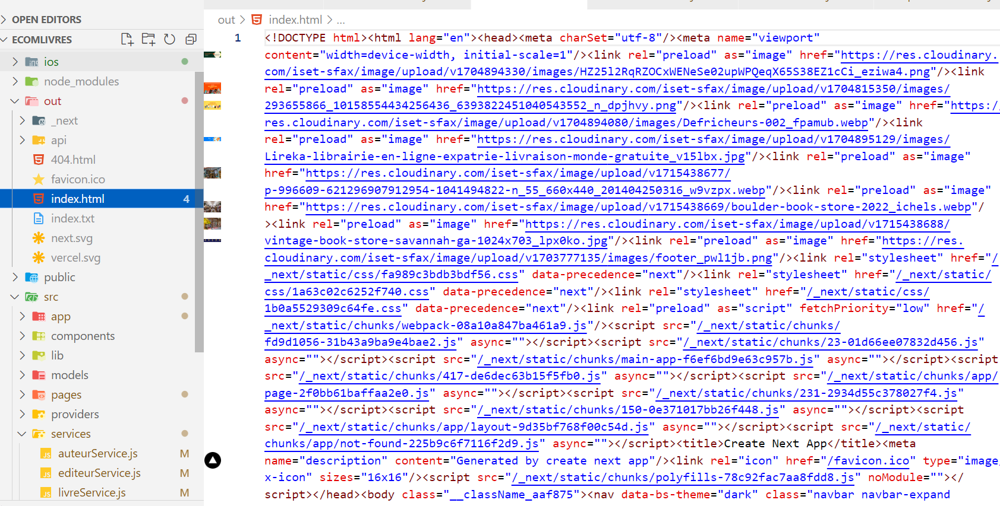 OPEN EDITORS
ECOMLIVRES
ios
node_modules
out
_next
api
404.html
favicon.ico
index.html 4
index.txt
next.svg
vercel.svg
public
src
app
components
lib
models
pages
providers
services
auteurService.js M
editeurService.js M
livreService.js M
out > index.html > ...
1 <!DOCTYPE html><html lang="en"><head><meta charSet="utf-8"/><meta name="viewport"
content="width=device-width, initial-scale=1"/><link rel="preload" as="image" href="https://res.cloudinary.
com/iset-sfax/image/upload/v1704894330/images/HZ25l2RqRZOCxWENeSe02upWPQeqX65S38EZ1cCi_eziwa4.png"/><link
rel="preload" as="image" href="https://res.cloudinary.com/iset-sfax/image/upload/v1704815350/images/
293655866_10158554434256436_6393822451040543552_n_dpjhvy.png"/><link rel="preload" as="image" href="https:/
res.cloudinary.com/iset-sfax/image/upload/v1704894080/images/Defricheurs-002_fpamub.webp"/><link
rel="preload" as="image" href="https://res.cloudinary.com/iset-sfax/image/upload/v1704895129/images/
Lireka-librairie-en-ligne-expatrie-livraison-monde-gratuite_v15lbx.jpg"/><link rel="preload" as="image"
href="https://res.cloudinary.com/iset-sfax/image/upload/v1715438677/
p-996609-621296907912954-1041494822-n_55_660x440_201404250316_w9vzpx.webp"/><link rel="preload" as="image"
href="https://res.cloudinary.com/iset-sfax/image/upload/v1715438669/boulder-book-store-2022_ichels.webp"/
><link rel="preload" as="image" href="https://res.cloudinary.com/iset-sfax/image/upload/v1715438688/
vintage-book-store-savannah-ga-1024x703_lpx0ko.jpg"/><link rel="preload" as="image" href="https://res.
cloudinary.com/iset-sfax/image/upload/v1703777135/images/footer_pwl1jb.png"/><link rel="stylesheet" href="/
_next/static/css/fa989c3bdb3bdf56.css" data-precedence="next"/><link rel="stylesheet" href="/_next/static/
css/1a63c02c6252f740.css" data-precedence="next"/><link rel="stylesheet" href="/_next/static/css/
1b0a5529309c64fe.css" data-precedence="next"/><link rel="preload" as="script" fetchPriority="low" href="/
_next/static/chunks/webpack-08a10a847ba461a9.js"/><script src="/_next/static/chunks/
fd9d1056-31b43a9ba9e4bae2.js" async=""></script><script src="/_next/static/chunks/23-01d66ee07832d456.js"
async=""></script><script src="/_next/static/chunks/main-app-f6ef6bd9e63c957b.js" async=""></script><script
src="/_next/static/chunks/417-de6dec63b15f5fb0.js" async=""></script><script src="/_next/static/chunks/app/
page-2f0bb61baffaa2e0.js" async=""></script><script src="/_next/static/chunks/231-2934d55c378027f4.js"
async=""></script><script src="/_next/static/chunks/150-0e371017bb26f448.js" async=""></script><script
src="/_next/static/chunks/app/layout-9d35bf768f00c54d.js" async=""></script><script src="/_next/static/
chunks/app/not-found-225b9c6f7116f2d9.js" async=""></script><title>Create Next App</title><meta
name="description" content="Generated by create next app"/><link rel="icon" href="/favicon.ico" type="image/
x-icon" sizes="16x16"/><script src="/_next/static/chunks/polyfills-78c92fac7aa8fdd8.js" noModule=""></
script></head><body class="__className_aaf875"><nav data-bs-theme="dark" class="navbar navbar-expand